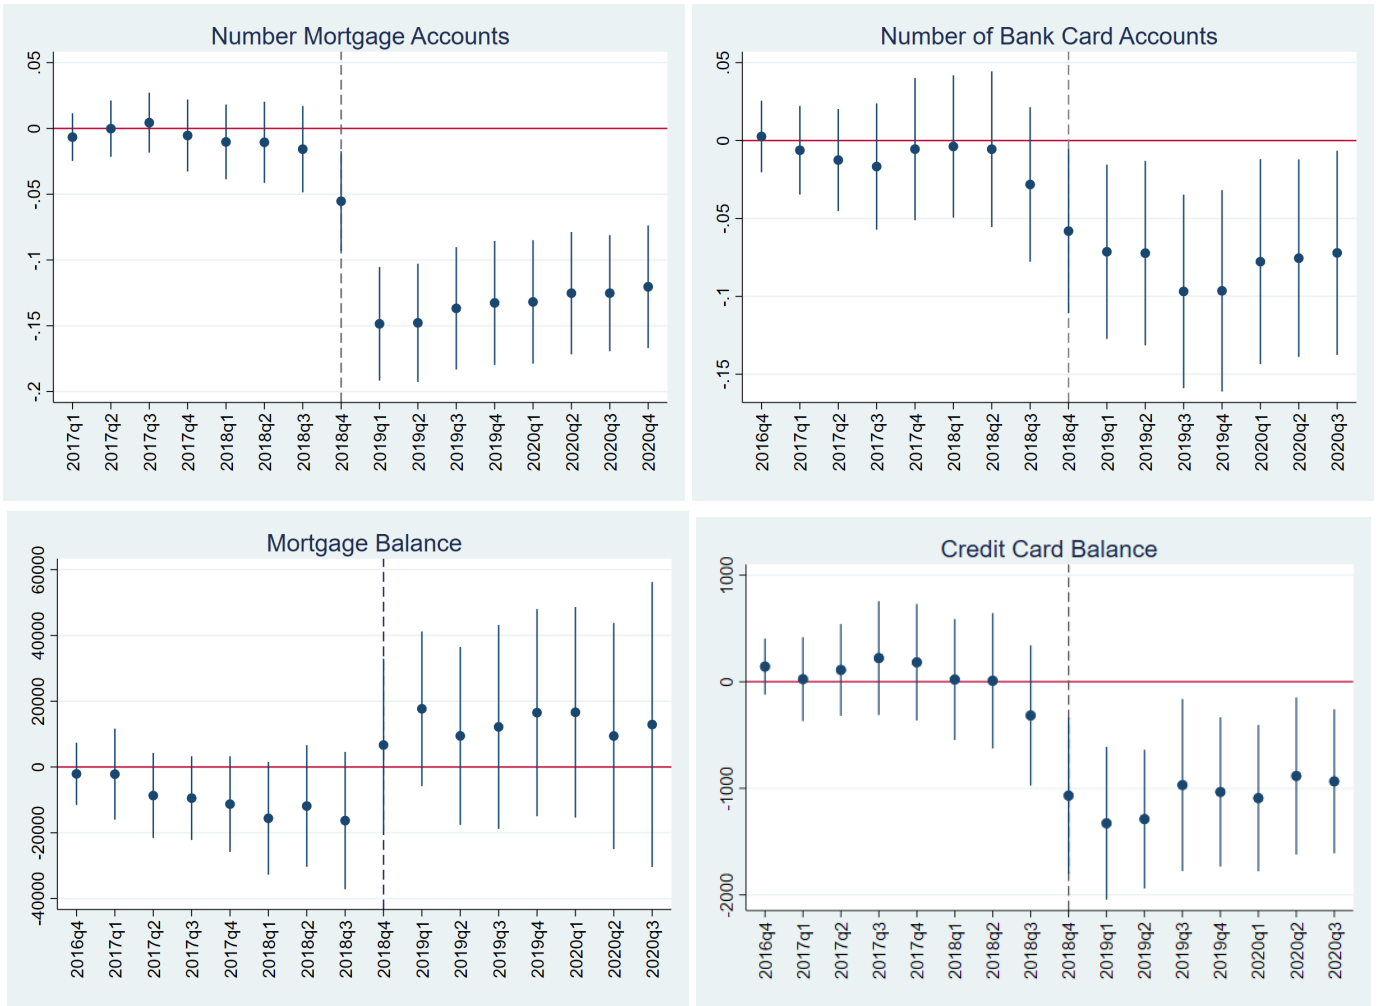 Number Mortgage Accounts
.05
0
-.05
-.1
-.15
-.2
2017q1
2017q2
2017q3
2017q4
2018q1
2018q2
2018q3
2018q4
2019q1
2019q2
2019q3
2019q4
2020q1
2020q2
2020q3
2020q4
Number of Bank Card Accounts
.05
0
-.05
-.1
-.15
2016q4
2017q1
2017q2
2017q3
2017q4
2018q1
2018q2
2018q3
2018q4
2019q1
2019q2
2019q3
2019q4
2020q1
2020q2
2020q3
Mortgage Balance
60000
40000
20000
0
-20000
-40000
2016q4
2017q1
2017q2
2017q3
2017q4
2018q1
2018q2
2018q3
2018q4
2019q1
2019q2
2019q3
2019q4
2020q1
2020q2
2020q3
Credit Card Balance
1000
0
-1000
-2000
2016q4
2017q1
2017q2
2017q3
2017q4
2018q1
2018q2
2018q3
2018q4
2019q1
2019q2
2019q3
2019q4
2020q1
2020q2
2020q3